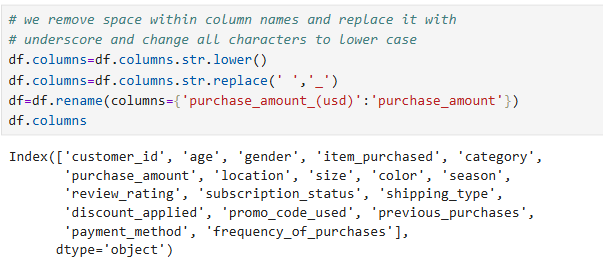 # we remove space within column names and replace it with
# underscore and change all characters to lower case
df.columns=df.columns.str.lower()
df.columns=df.columns.str.replace(' ','_')
df=df.rename(columns={'purchase_amount_(usd)':'purchase_amount'})
df.columns
Index(['customer_id', 'age', 'gender', 'item_purchased', 'category',
       'purchase_amount', 'location', 'size', 'color', 'season',
       'review_rating', 'subscription_status', 'shipping_type',
       'discount_applied', 'promo_code_used', 'previous_purchases',
       'payment_method', 'frequency_of_purchases'],
      dtype='object')